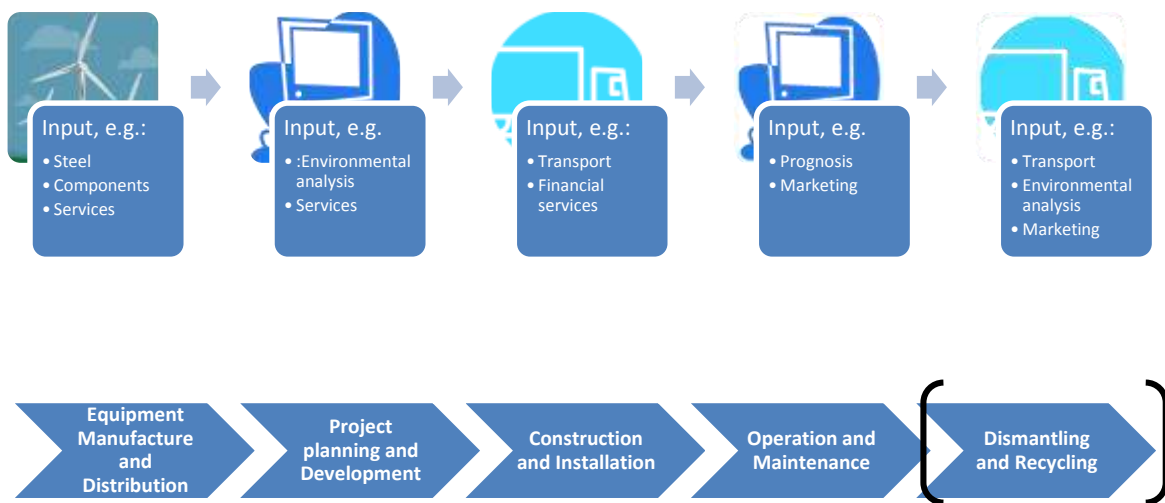 Input, e.g.:
• Steel
• Components
• Services
Input, e.g.
• :Environmental
analysis
• Services
Input, e.g.:
• Transport
• Financial
services
Input, e.g.
• Prognosis
• Marketing
Input, e.g.:
• Transport
• Environmental
analysis
• Marketing
Equipment
Manufacture
and
Distribution
Project
planning and
Development
Construction
and Installation
Operation and
Maintenance
Dismantling
and Recycling